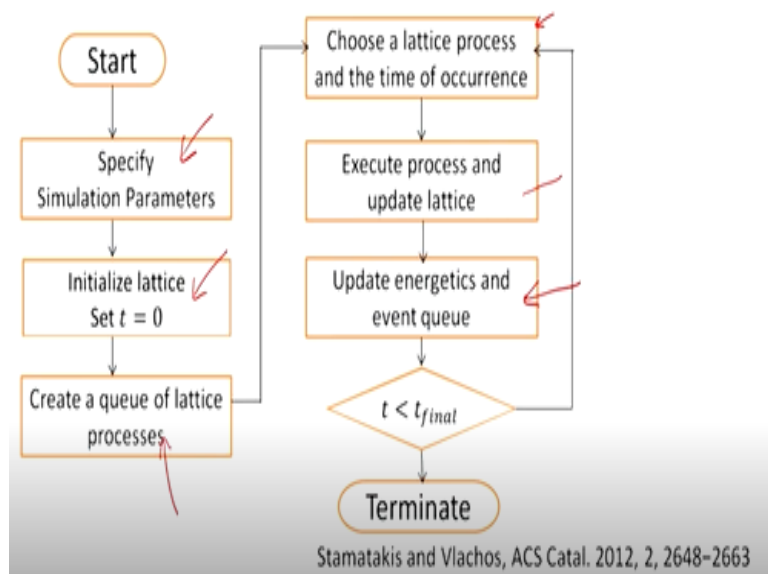 Start
Specify
Simulation Parameters
Initialize lattice
Set t = 0
Create a queue of lattice
processes
Choose a lattice process
and the time of occurrence
Execute process and
update lattice
Update energetics and
event queue
t < t_final
Terminate
Stamatakis and Vlachos, ACS Catal. 2012, 2, 2648–2663